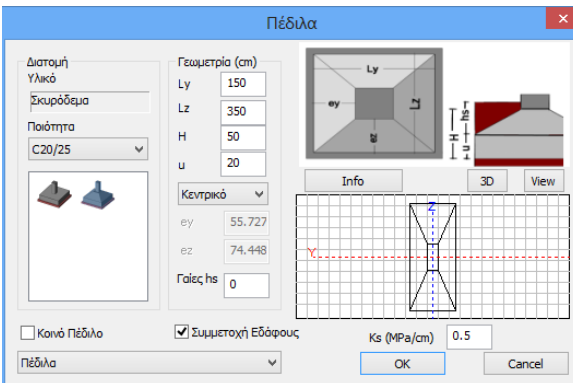 Πέδιλα
Διατομή
Υλικό
Σκυρόδεμα
Ποιότητα
C20/25
Γεωμετρία (cm)
Ly 150
Lz 350
H 50
u 20
Κεντρικό
ey 55.727
ez 74.448
Γαίες hs 0
Ly
ey
Lz
ez
hs
H
u
Info
3D
View
Z
Y
Κοινό Πέδιλο
Συμμετοχή Εδάφους
Ks (MPa/cm) 0.5
Πέδιλα
OK
Cancel